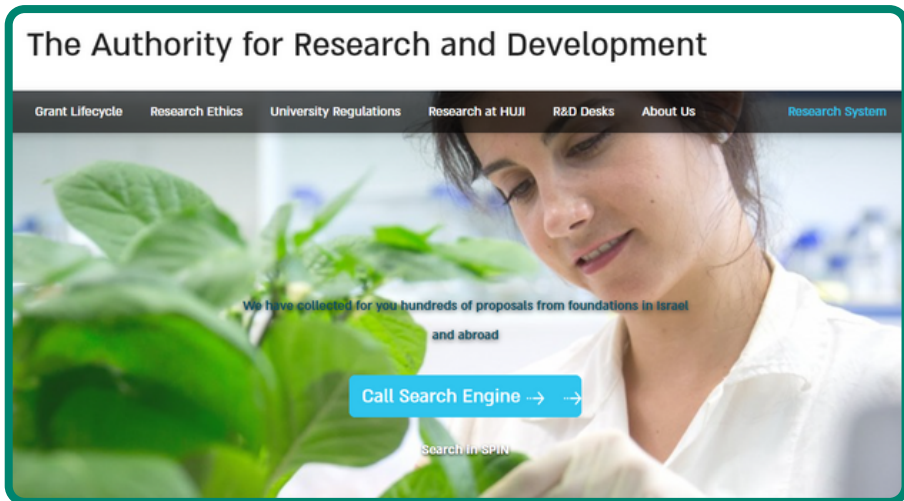 The Authority for Research and Development
Grant Lifecycle Research Ethics University Regulations Research at HUJI R&D Desks About Us Research System
We have collected for you hundreds of proposals from foundations in Israel
and abroad
Call Search Engine
Search in SPIN